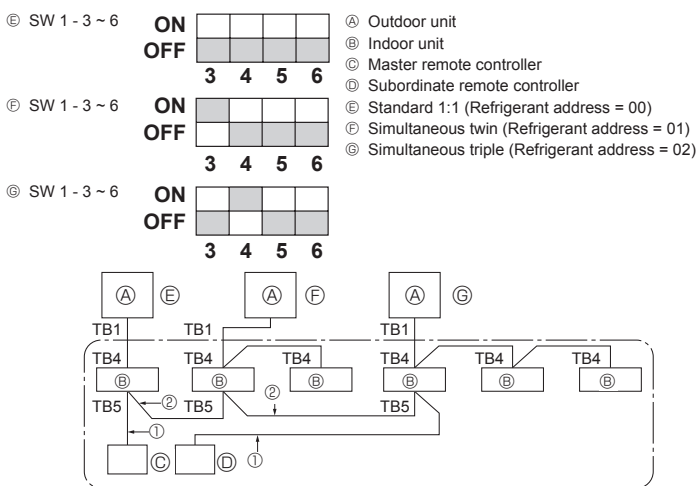 Ⓔ SW 1 - 3 ~ 6
ON
OFF
3 4 5 6
Ⓕ SW 1 - 3 ~ 6
ON
OFF
3 4 5 6
Ⓖ SW 1 - 3 ~ 6
ON
OFF
3 4 5 6
Ⓐ Outdoor unit
Ⓑ Indoor unit
Ⓒ Master remote controller
Ⓓ Subordinate remote controller
Ⓔ Standard 1:1 (Refrigerant address = 00)
Ⓕ Simultaneous twin (Refrigerant address = 01)
Ⓖ Simultaneous triple (Refrigerant address = 02)
Ⓐ Ⓔ Ⓐ Ⓕ Ⓐ Ⓖ
TB1 TB1 TB1
TB4 TB4 TB4 TB4 TB4 TB4
Ⓑ Ⓑ Ⓑ Ⓑ Ⓑ Ⓑ
TB5 ② TB5 ② TB5
① Ⓒ Ⓓ ①